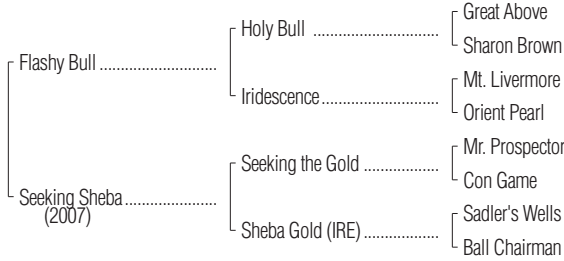 Great Above
Holy Bull ..............................
Sharon Brown
Flashy Bull ............................
Mt. Livermore
Iridescence ............................
Orient Pearl
Mr. Prospector
Seeking the Gold ..................
Con Game
Seeking Sheba ......................
(2007)
Sadler's Wells
Sheba Gold (IRE) ..................
Ball Chairman